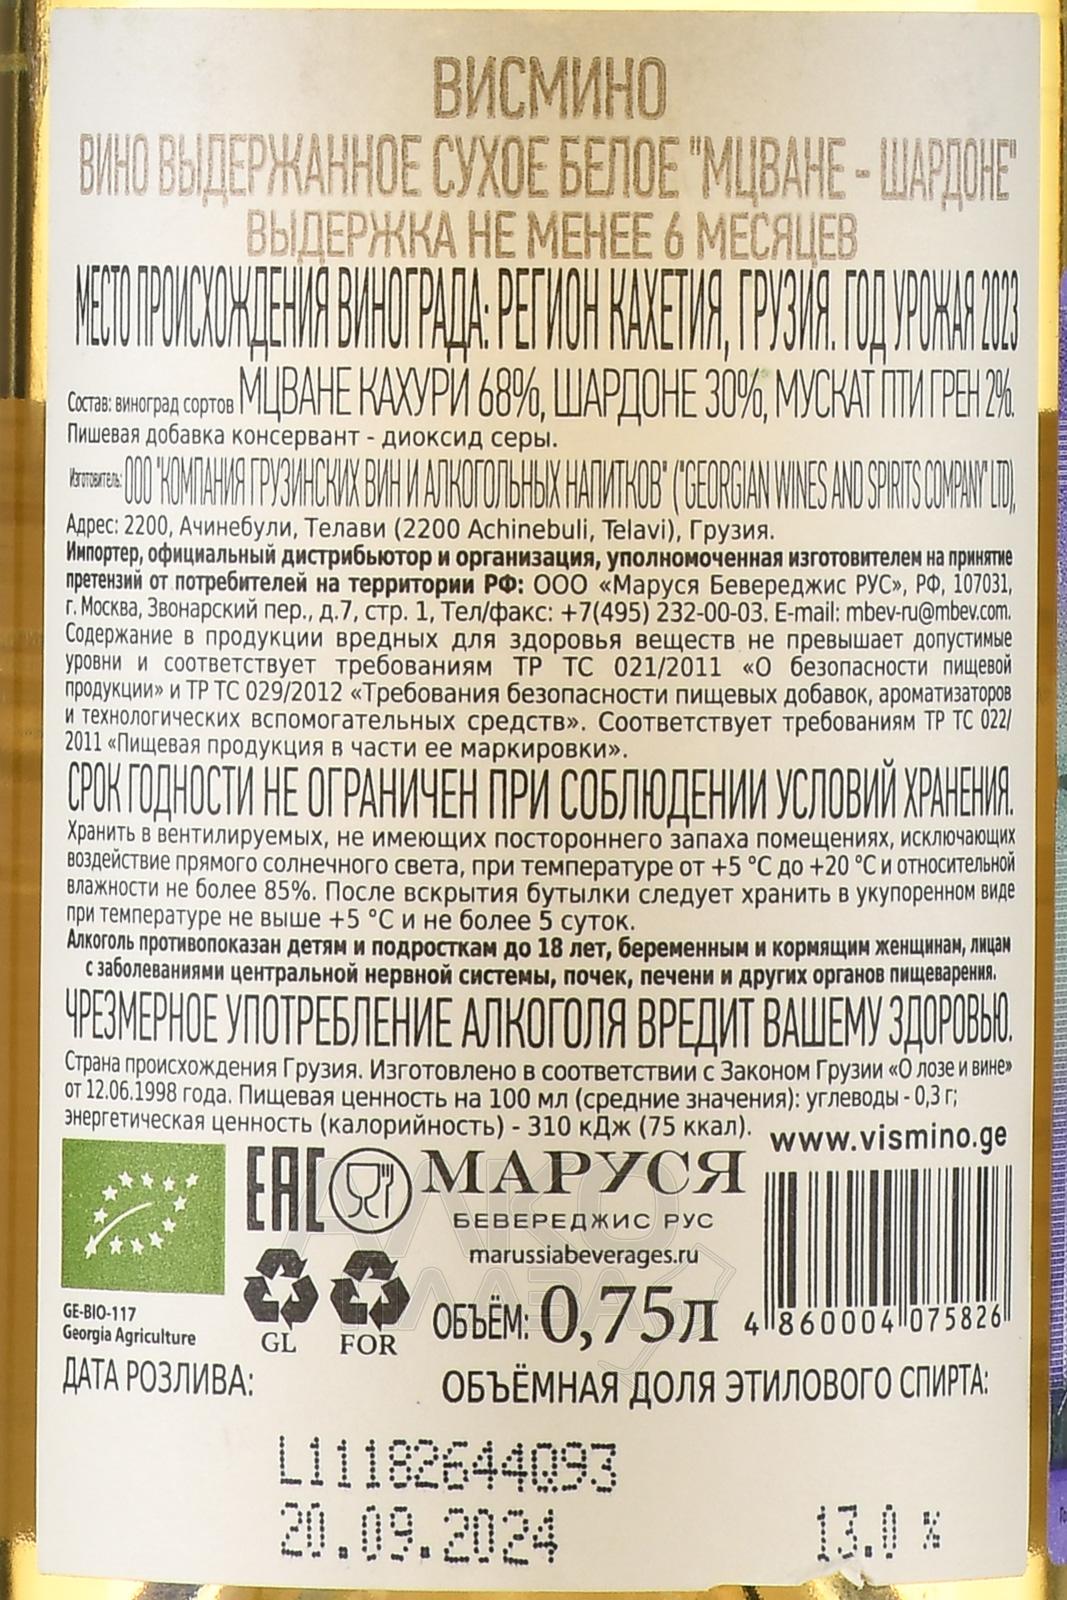 ВИСМИНО
ВИНО ВЫДЕРЖАННОЕ СУХОЕ БЕЛОЕ "МЦВАНЕ - ШАРДОНЕ"
ВЫДЕРЖКА НЕ МЕНЕЕ 6 МЕСЯЦЕВ
МЕСТО ПРОИСХОЖДЕНИЯ ВИНОГРАДА: РЕГИОН КАХЕТИЯ, ГРУЗИЯ. ГОД УРОЖАЯ 2023
Состав: виноград сортов МЦВАНЕ КАХУРИ 68%, ШАРДОНЕ 30%, МУСКАТ ПТИ ГРЕН 2%.
Пишевая добавка консервант - диоксид серы.
Изготовитель: ООО "КОМПАНИЯ ГРУЗИНСКИХ ВИН И АЛКОГОЛЬНЫХ НАПИТКОВ" ("GEORGIAN WINES AND SPIRITS COMPANY" LTD),
Адрес: 2200, Ачинебули, Телави (2200 Achinebuli, Telavi), Грузия.
Импортер, официальный дистрибьютор и организация, уполномоченная изготовителем на принятие
претензий от потребителей на территории РФ: ООО «Маруся Бевереджис РУС», РФ, 107031,
г. Москва, Звонарский пер., д.7, стр. 1, Тел/факс: +7(495) 232-00-03. E-mail: mbev-ru@mbev.com.
Содержание в продукции вредных для здоровья веществ не превышает допустимые
уровни и соответствует требованиям ТР ТС 021/2011 «О безопасности пищевой
продукции» и ТР ТС 029/2012 «Требования безопасности пищевых добавок, ароматизаторов
и технологических вспомогательных средств». Соответствует требованиям ТР ТС 022/
2011 «Пищевая продукция в части ее маркировки».
СРОК ГОДНОСТИ НЕ ОГРАНИЧЕН ПРИ СОБЛЮДЕНИИ УСЛОВИЙ ХРАНЕНИЯ.
Хранить в вентилируемых, не имеющих постороннего запаха помещениях, исключающих
воздействие прямого солнечного света, при температуре от +5 °С до +20 °С и относительной
влажности не более 85%. После вскрытия бутылки следует хранить в укупоренном виде
при температуре не выше +5 °С и не более 5 суток.
Алкоголь противопоказан детям и подросткам до 18 лет, беременным и кормящим женщинам, лицам
с заболеваниями центральной нервной системы, почек, печени и других органов пищеварения.
ЧРЕЗМЕРНОЕ УПОТРЕБЛЕНИЕ АЛКОГОЛЯ ВРЕДИТ ВАШЕМУ ЗДОРОВЬЮ.
Страна происхождения Грузия. Изготовлено в соответствии с Законом Грузии «О лозе и вине»
от 12.06.1998 года. Пищевая ценность на 100 мл (средние значения): углеводы - 0,3 г;
энергетическая ценность (калорийность) - 310 кДж (75 ккал).
www.vismino.ge
EAC
МАРУСЯ
БЕВЕРЕДЖИС РУС
marussiabeverages.ru
GE-BIO-117
Georgia Agriculture
GL
FOR
ОБЪЁМ: 0,75л
4 860004 075826
АЛКО
ПЛАЗА
ДАТА РОЗЛИВА:
ОБЪЁМНАЯ ДОЛЯ ЭТИЛОВОГО СПИРТА:
L11182644093
20.09.2024
13.0 %